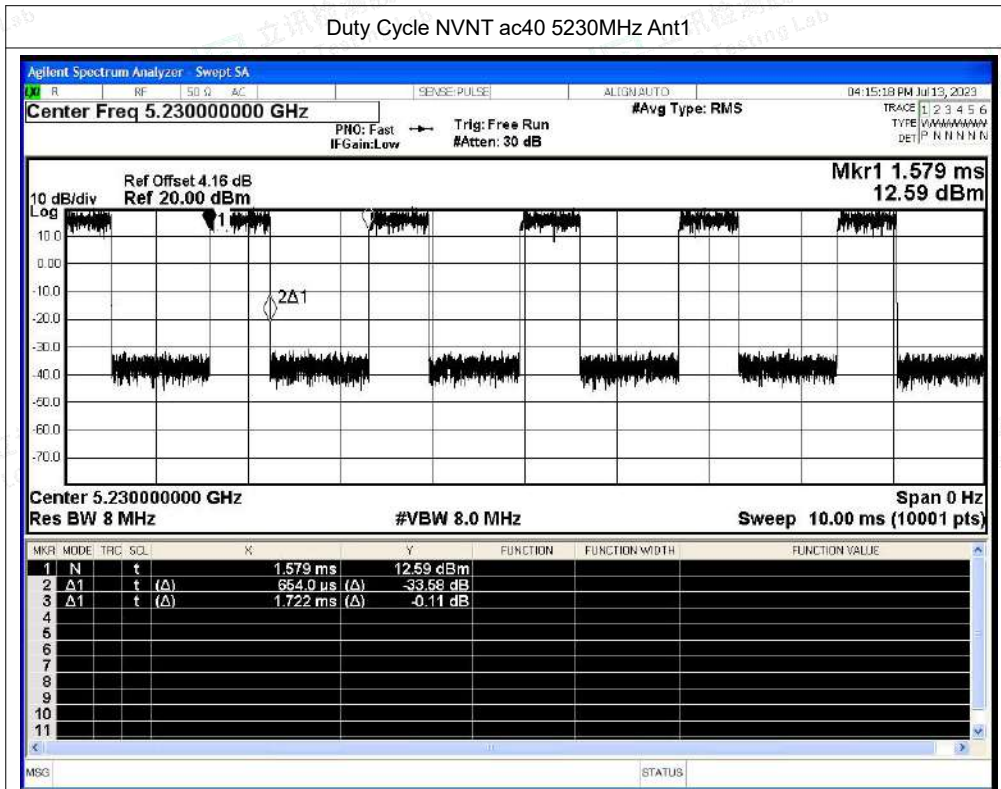 Duty Cycle NVNT ac40 5230MHz Ant1
Agilent Spectrum Analyzer - Swept SA
R RF 50 Ω AC SENSE:PULSE ALIGN AUTO 04:15:18 PM Jul 13, 2023
Center Freq 5.230000000 GHz #Avg Type: RMS TRACE 1 2 3 4 5 6
PNO: Fast Trig: Free Run TYPE
IFGain:Low #Atten: 30 dB DET P N N N N N
Mkr1 1.579 ms
Ref Offset 4.16 dB
10 dB/div Ref 20.00 dBm 12.59 dBm
Log
1
10.0
0.00
-10.0
2Δ1
-20.0
-30.0
-40.0
-50.0
-60.0
-70.0
Center 5.230000000 GHz Span 0 Hz
Res BW 8 MHz #VBW 8.0 MHz Sweep 10.00 ms (10001 pts)
MKR MODE TRC SCL X Y FUNCTION FUNCTION WIDTH FUNCTION VALUE
1 N t 1.579 ms 12.59 dBm
2 Δ1 t (Δ) 654.0 µs (Δ) -33.58 dB
3 Δ1 t (Δ) 1.722 ms (Δ) -0.11 dB
4
5
6
7
8
9
10
11
MSG STATUS